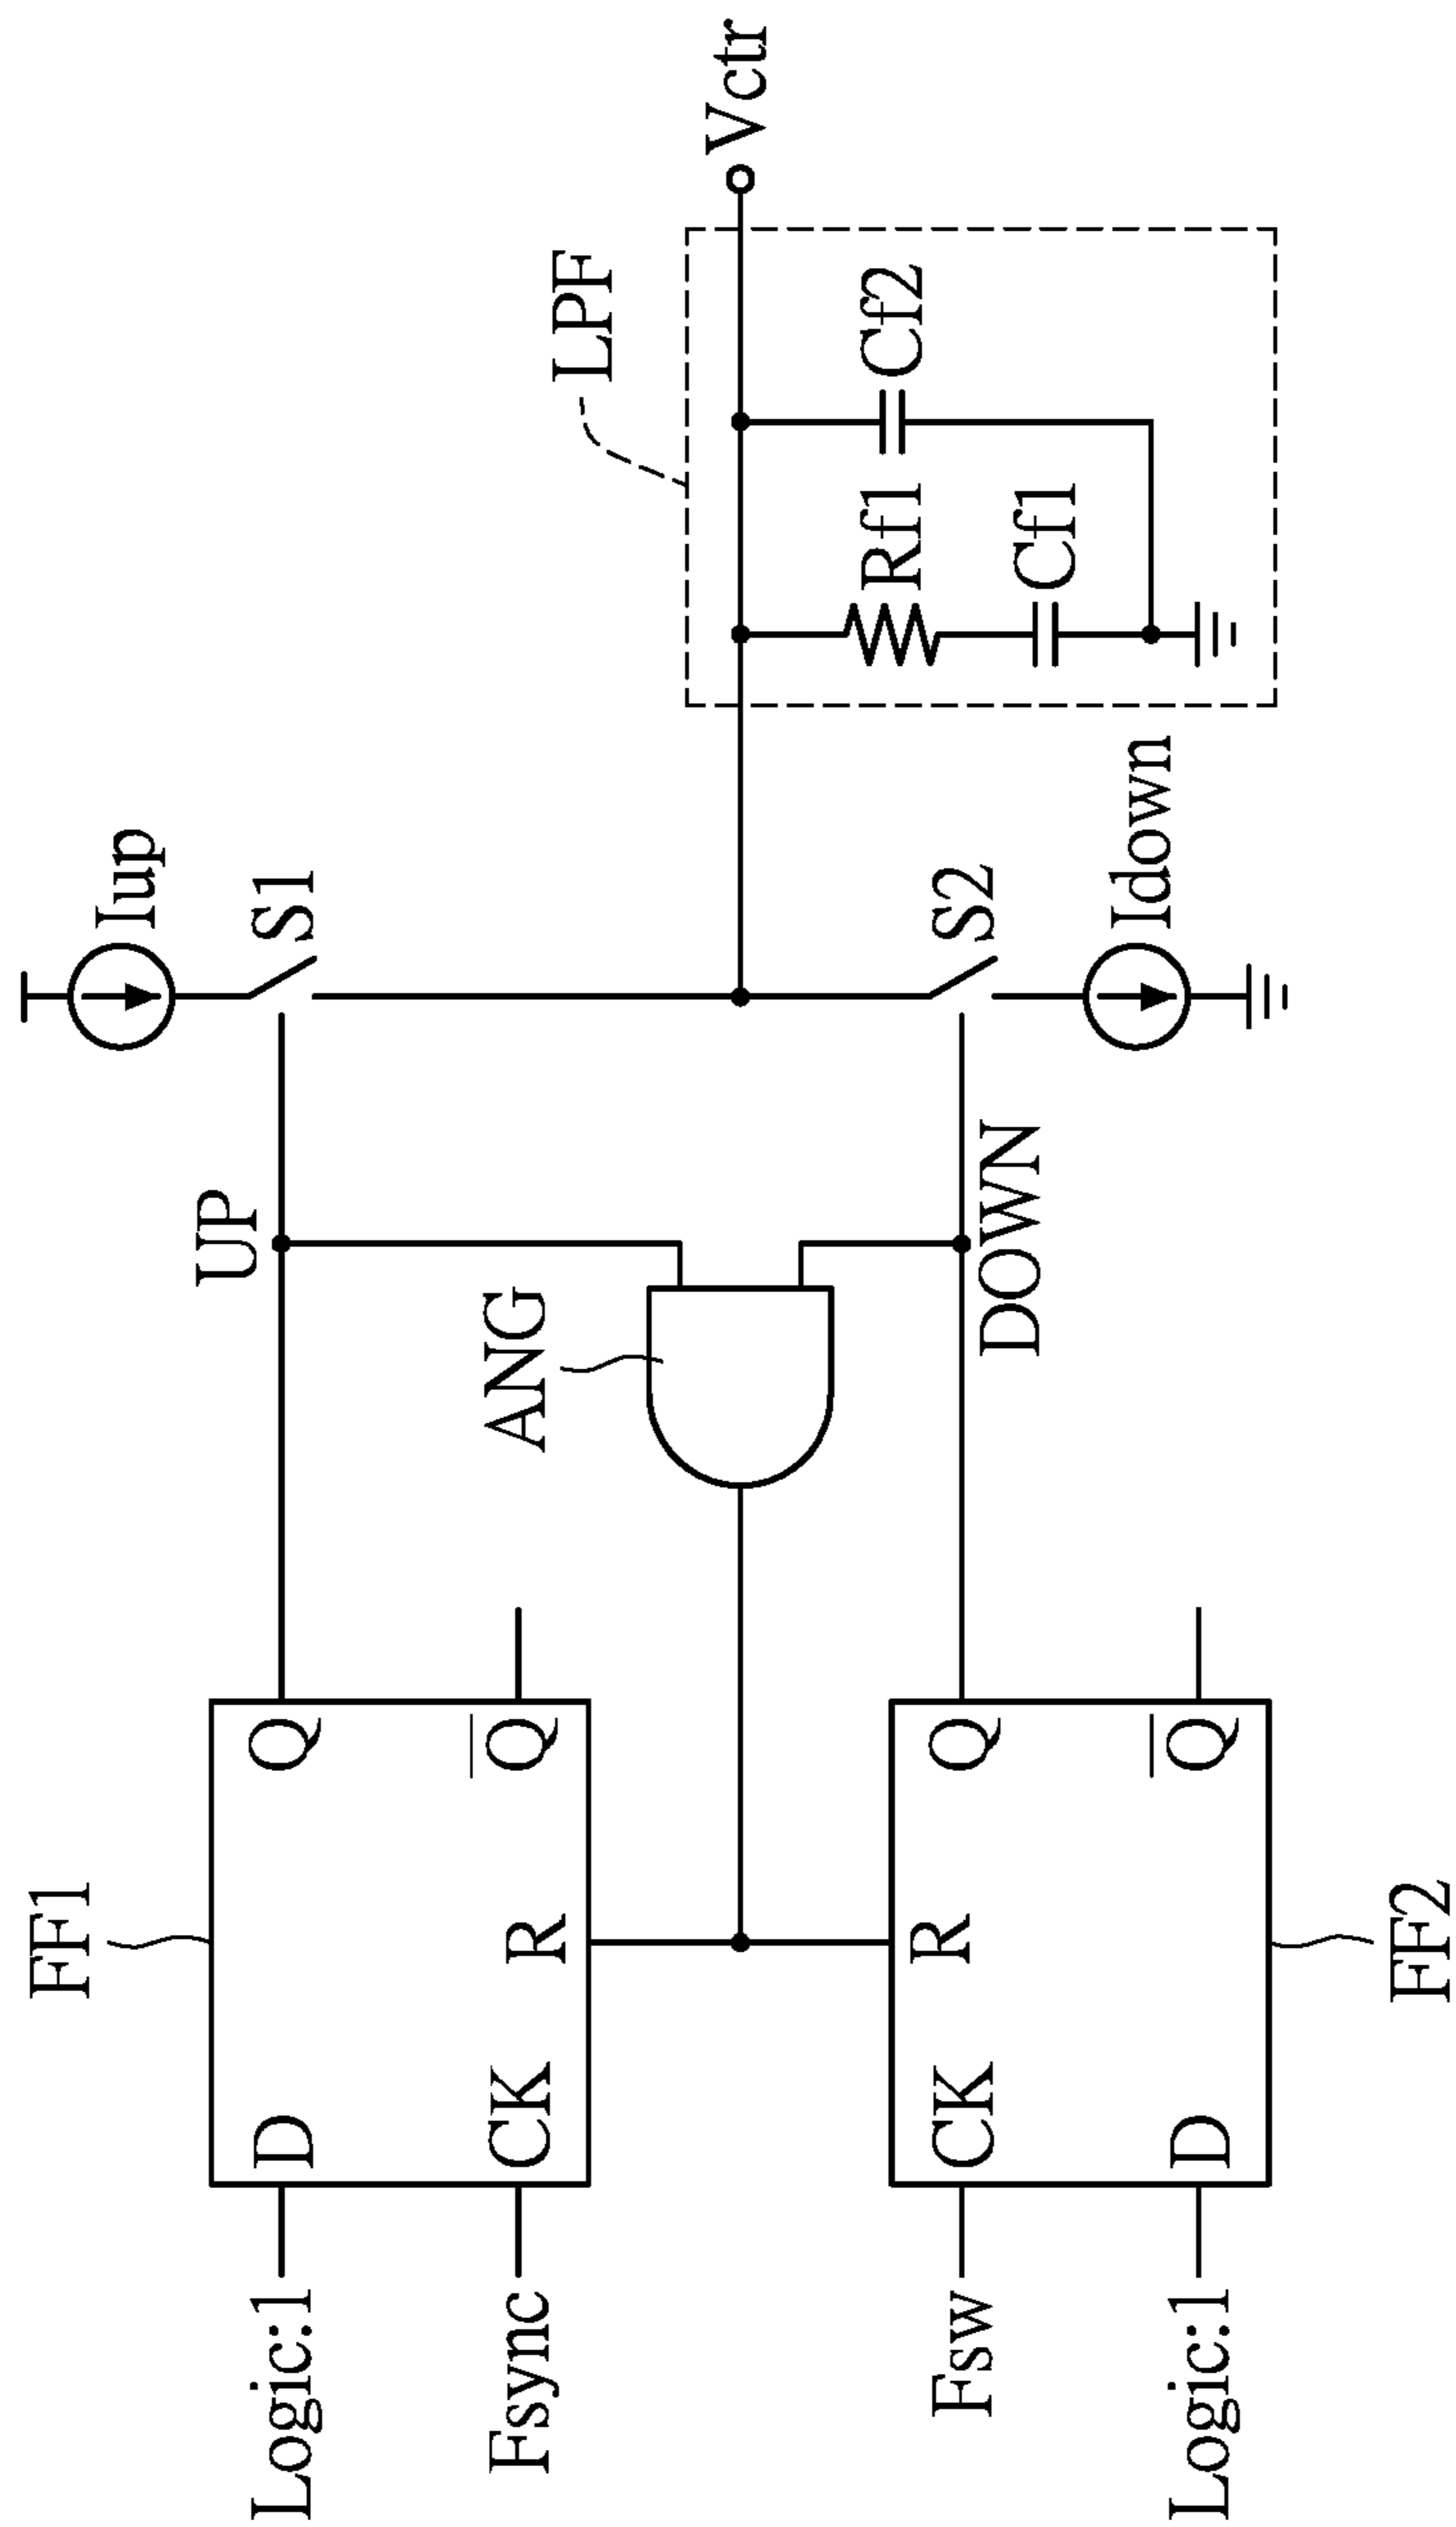 FF1
Logic:1
D
Q
UP
S1
Iup
Fsync
CK
Q
R
ANG
LPF
Vctr
Rf1
Cf2
Cf1
Fsw
CK
R
Q
DOWN
S2
Logic:1
D
Q
Idown
FF2